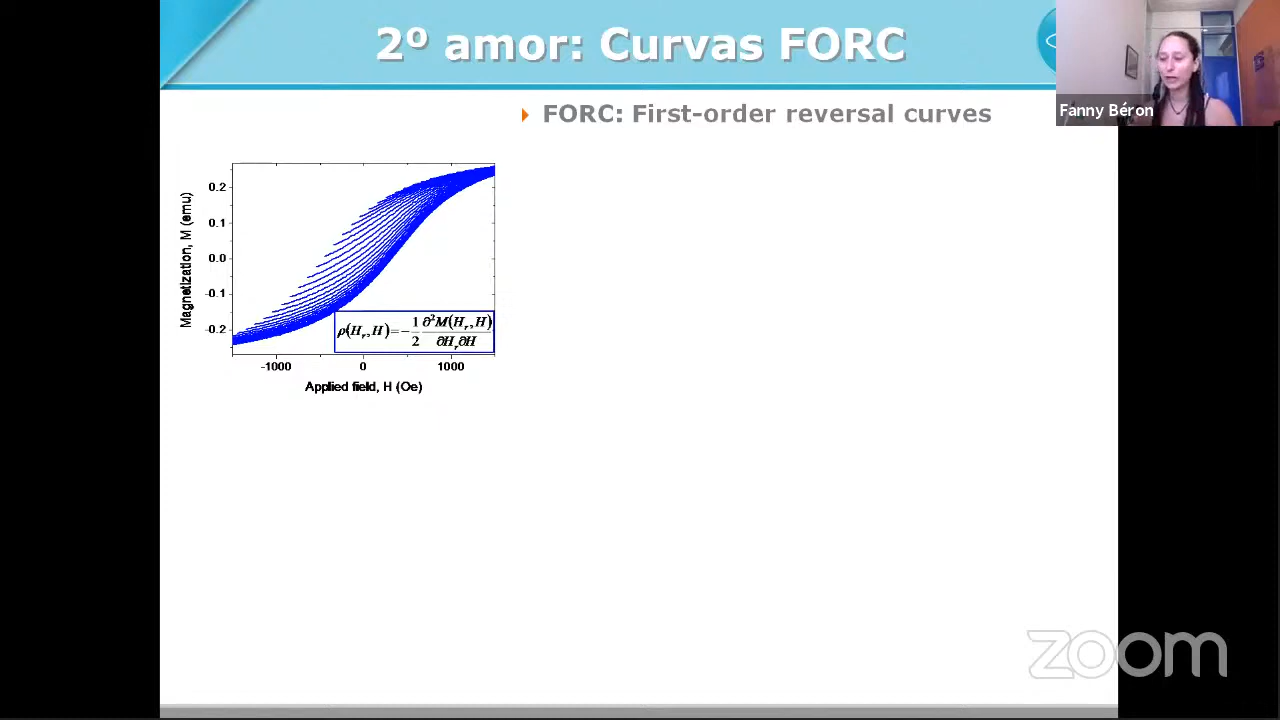 2º amor: Curvas FORC
FORC: First-order reversal curves
Fanny Béron
Magnetization, M (emu)
0.2
0.1
0.0
-0.1
-0.2
ρ(Hr,H)=-1/2 ∂²M(Hr,H)/∂Hr∂H
-1000
0
1000
Applied field, H (Oe)
zoom